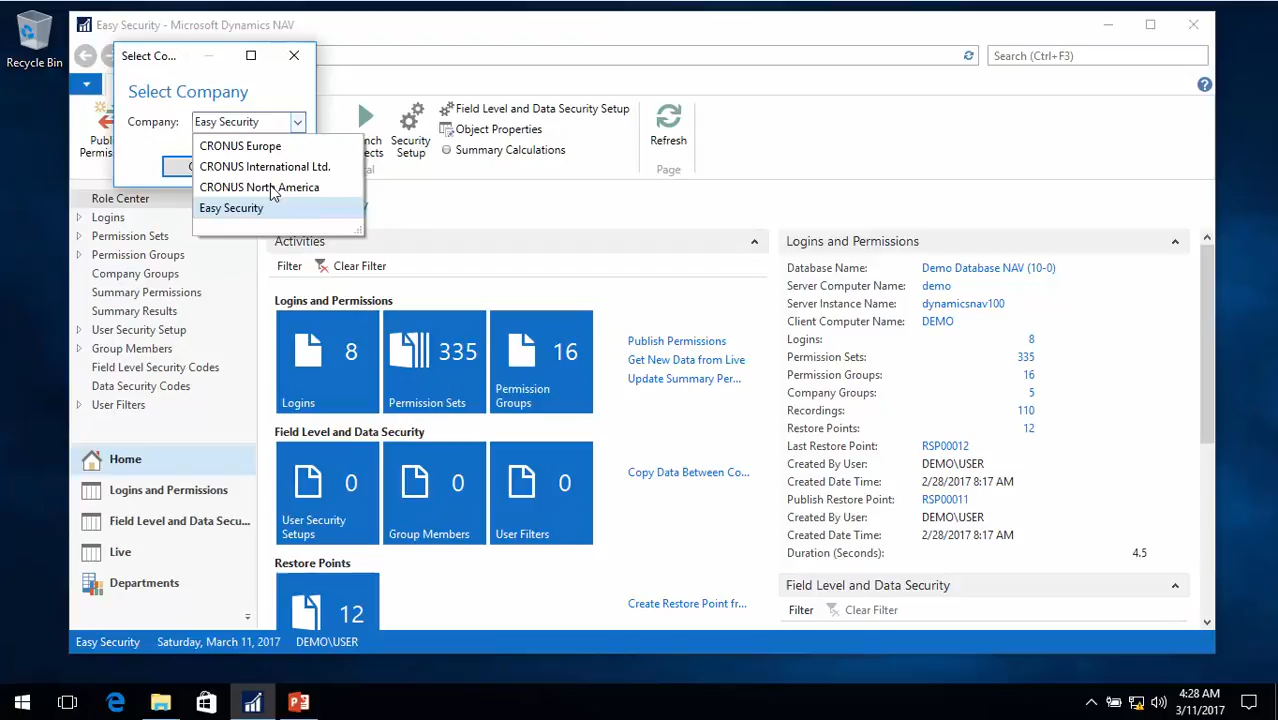 Recycle Bin
Easy Security - Microsoft Dynamics NAV
Search (Ctrl+F3)
Select Co...
Select Company
Company: Easy Security
CRONUS Europe
CRONUS International Ltd.
CRONUS North America
Easy Security
Security
Setup
Field Level and Data Security Setup
Object Properties
Summary Calculations
Refresh
Page
Role Center
Logins
Permission Sets
Permission Groups
Company Groups
Summary Permissions
Summary Results
User Security Setup
Group Members
Field Level Security Codes
Data Security Codes
User Filters
Home
Logins and Permissions
Field Level and Data Secu...
Live
Departments
Activities
Filter Clear Filter
Logins and Permissions
8
Logins
335
Permission Sets
16
Permission
Groups
Publish Permissions
Get New Data from Live
Update Summary Per...
Field Level and Data Security
0
User Security
Setups
0
Group Members
0
User Filters
Copy Data Between Co...
Restore Points
12
Create Restore Point fr...
Logins and Permissions
Database Name: Demo Database NAV (10-0)
Server Computer Name: demo
Server Instance Name: dynamicsnav100
Client Computer Name: DEMO
Logins: 8
Permission Sets: 335
Permission Groups: 16
Company Groups: 5
Recordings: 110
Restore Points: 12
Last Restore Point: RSP00012
Created By User: DEMO\USER
Created Date Time: 2/28/2017 8:17 AM
Publish Restore Point: RSP00011
Created By User: DEMO\USER
Created Date Time: 2/28/2017 8:17 AM
Duration (Seconds): 4.5
Field Level and Data Security
Filter Clear Filter
Easy Security Saturday, March 11, 2017 DEMO\USER
4:28 AM
3/11/2017